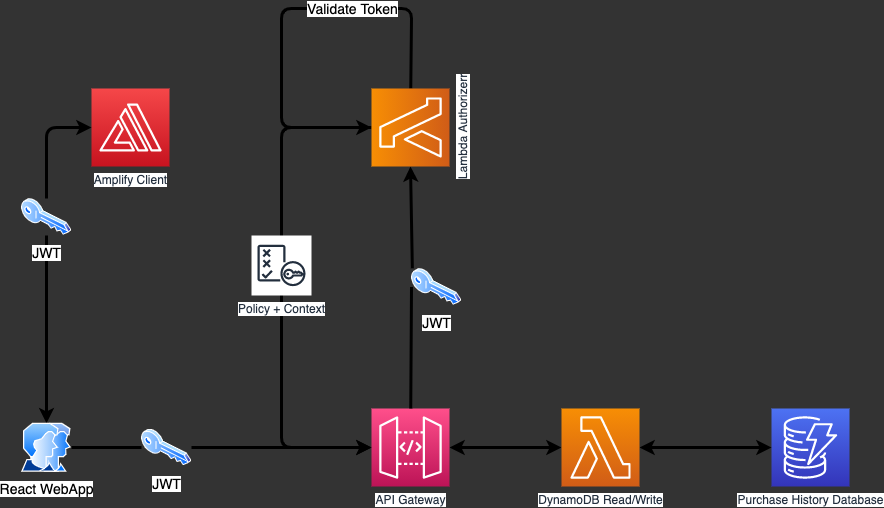 Validate Token
Lambda Authorizerr
Amplify Client
JWT
Policy + Context
JWT
</>
React WebApp
JWT
API Gateway
DynamoDB Read/Write
Purchase History Database